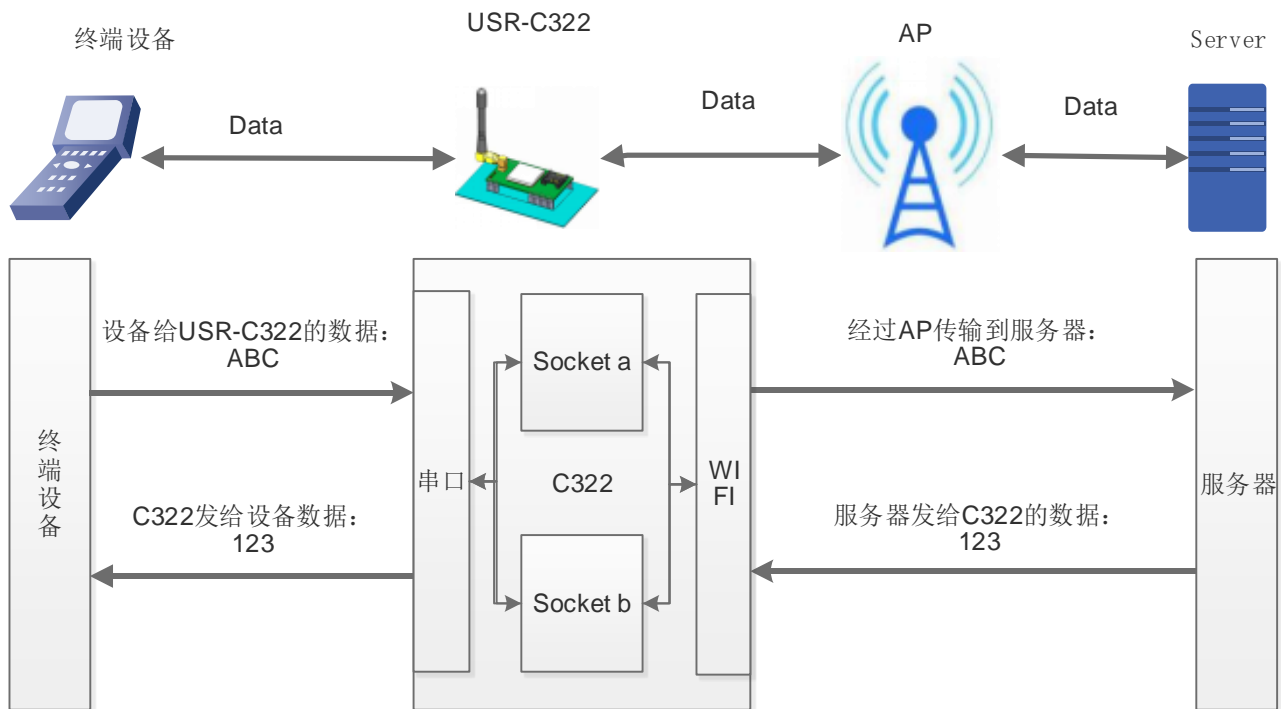 终端设备
USR-C322
AP
Server
Data
Data
Data
设备给USR-C322的数据：
ABC
经过AP传输到服务器：
ABC
Socket a
终端设备
串口
C322
WI
FI
服务器
C322发给设备数据：
123
服务器发给C322的数据：
123
Socket b